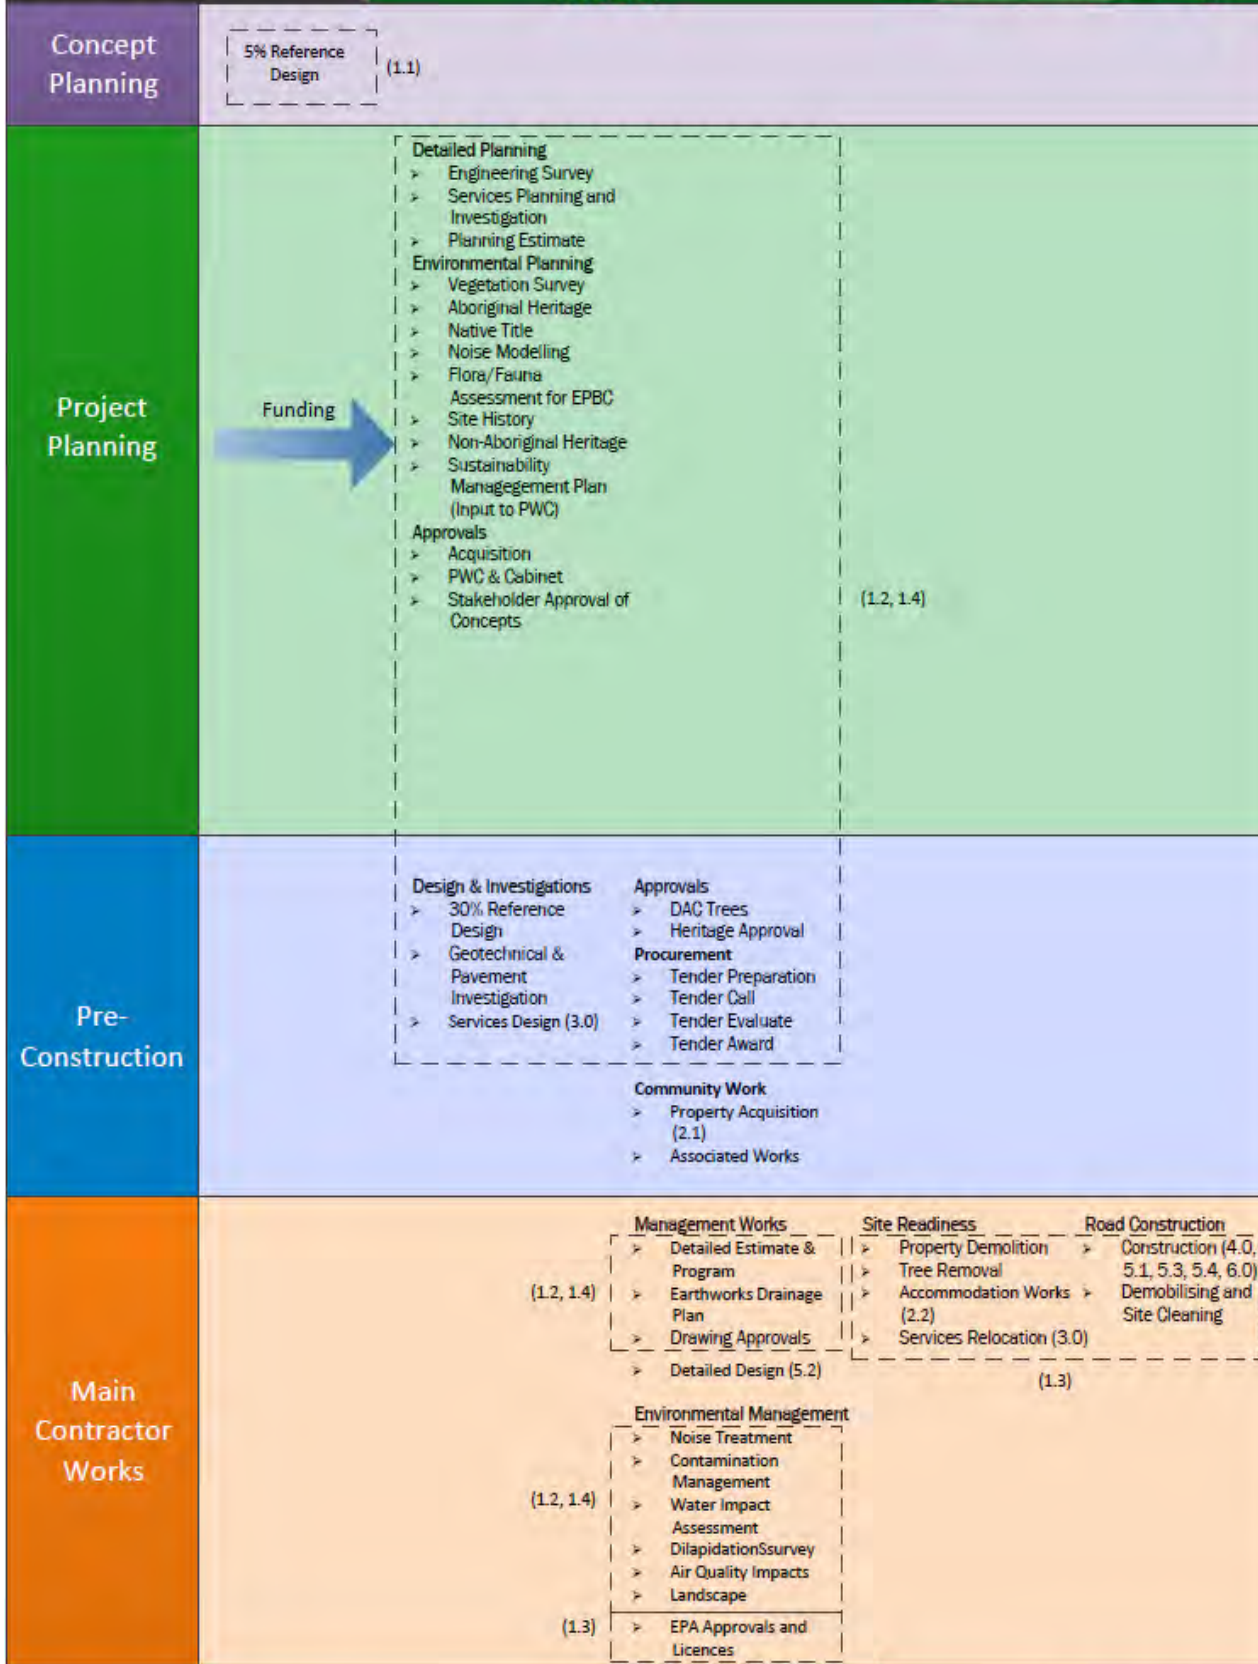 Concept
Planning
5% Reference
Design
(1.1)
Project
Planning
Funding
Detailed Planning
➢ Engineering Survey
➢ Services Planning and
Investigation
➢ Planning Estimate
Environmental Planning
➢ Vegetation Survey
➢ Aboriginal Heritage
➢ Native Title
➢ Noise Modelling
➢ Flora/Fauna
Assessment for EPBC
➢ Site History
➢ Non-Aboriginal Heritage
➢ Sustainability
Managegement Plan
(Input to PWC)
Approvals
➢ Acquisition
➢ PWC & Cabinet
➢ Stakeholder Approval of
Concepts
(1.2, 1.4)
Pre-
Construction
Design & Investigations
➢ 30% Reference
Design
➢ Geotechnical &
Pavement
Investigation
➢ Services Design (3.0)
Approvals
➢ DAC Trees
➢ Heritage Approval
Procurement
➢ Tender Preparation
➢ Tender Call
➢ Tender Evaluate
➢ Tender Award
Community Work
➢ Property Acquisition
(2.1)
➢ Associated Works
Main
Contractor
Works
(1.2, 1.4)
Management Works
➢ Detailed Estimate &
Program
➢ Earthworks Drainage
Plan
➢ Drawing Approvals
➢ Detailed Design (5.2)
Site Readiness
➢ Property Demolition
➢ Tree Removal
➢ Accommodation Works
(2.2)
➢ Services Relocation (3.0)
Road Construction
➢ Construction (4.0,
5.1, 5.3, 5.4, 6.0)
➢ Demobilising and
Site Cleaning
(1.3)
Environmental Management
(1.2, 1.4)
➢ Noise Treatment
➢ Contamination
Management
➢ Water Impact
Assessment
➢ DilapidationSsurvey
➢ Air Quality Impacts
➢ Landscape
(1.3)
➢ EPA Approvals and
Licences